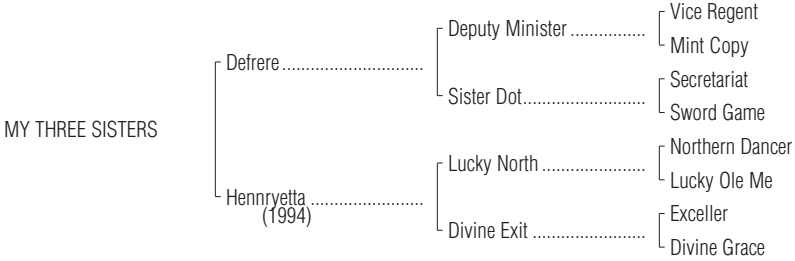 Vice Regent
Deputy Minister ................
Mint Copy
Defrere..............................
Secretariat
Sister Dot..........................
Sword Game
MY THREE SISTERS
Northern Dancer
Lucky North ......................
Lucky Ole Me
Hennryetta ........................
(1994)
Exceller
Divine Exit ........................
Divine Grace